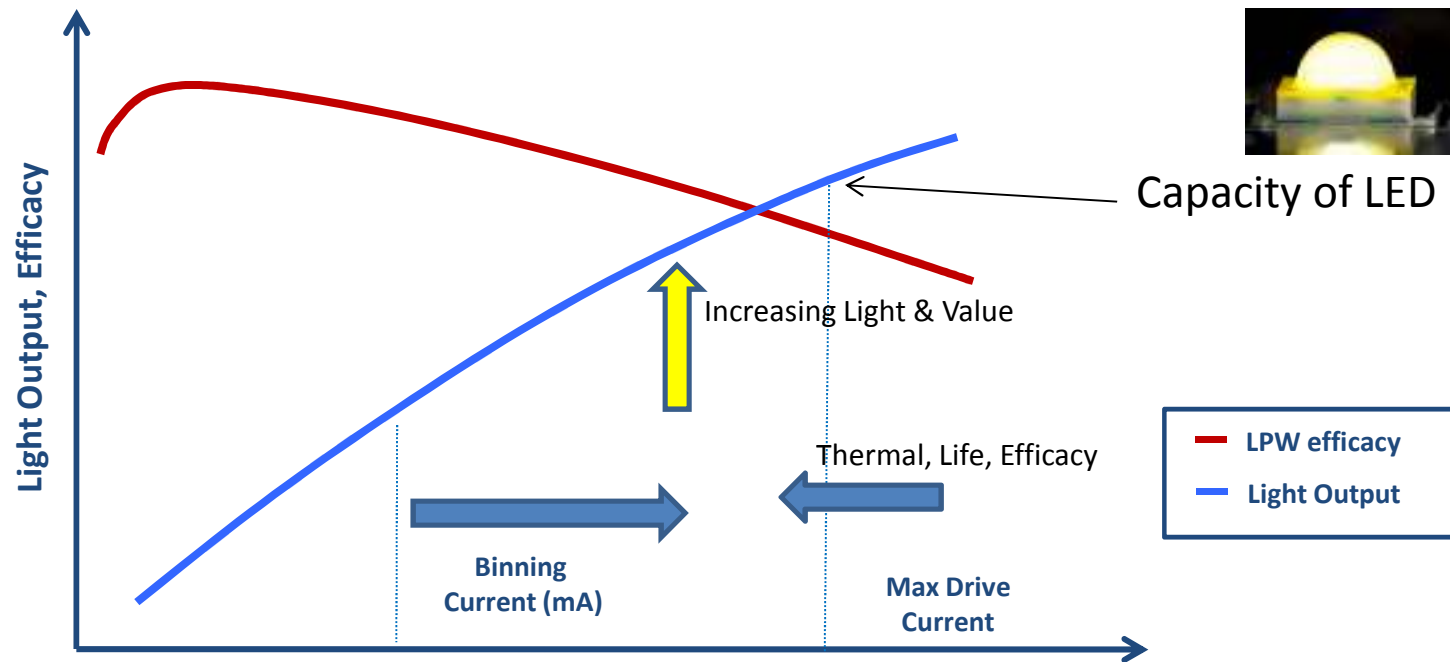 Light Output, Efficacy
Capacity of LED
Increasing Light & Value
Thermal, Life, Efficacy
LPW efficacy
Light Output
Binning
Current (mA)
Max Drive
Current